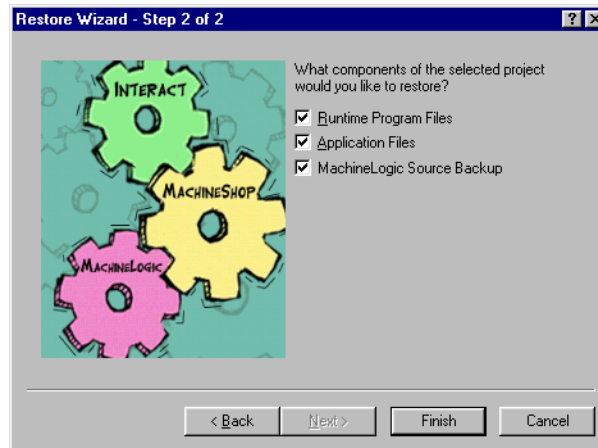 Restore Wizard - Step 2 of 2
INTERACT
MACHINESHOP
MACHINELOGIC
What components of the selected project
would you like to restore?
Runtime Program Files
Application Files
MachineLogic Source Backup
< Back
Next >
Finish
Cancel